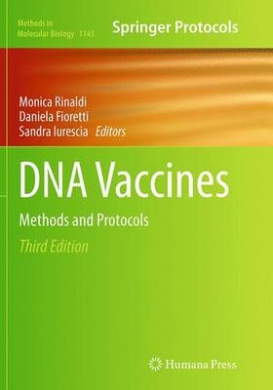 Methods in
Molecular Biology 1143
Springer Protocols
Monica Rinaldi
Daniela Fioretti
Sandra Iurescia Editors
DNA Vaccines
Methods and Protocols
Third Edition
Humana Press